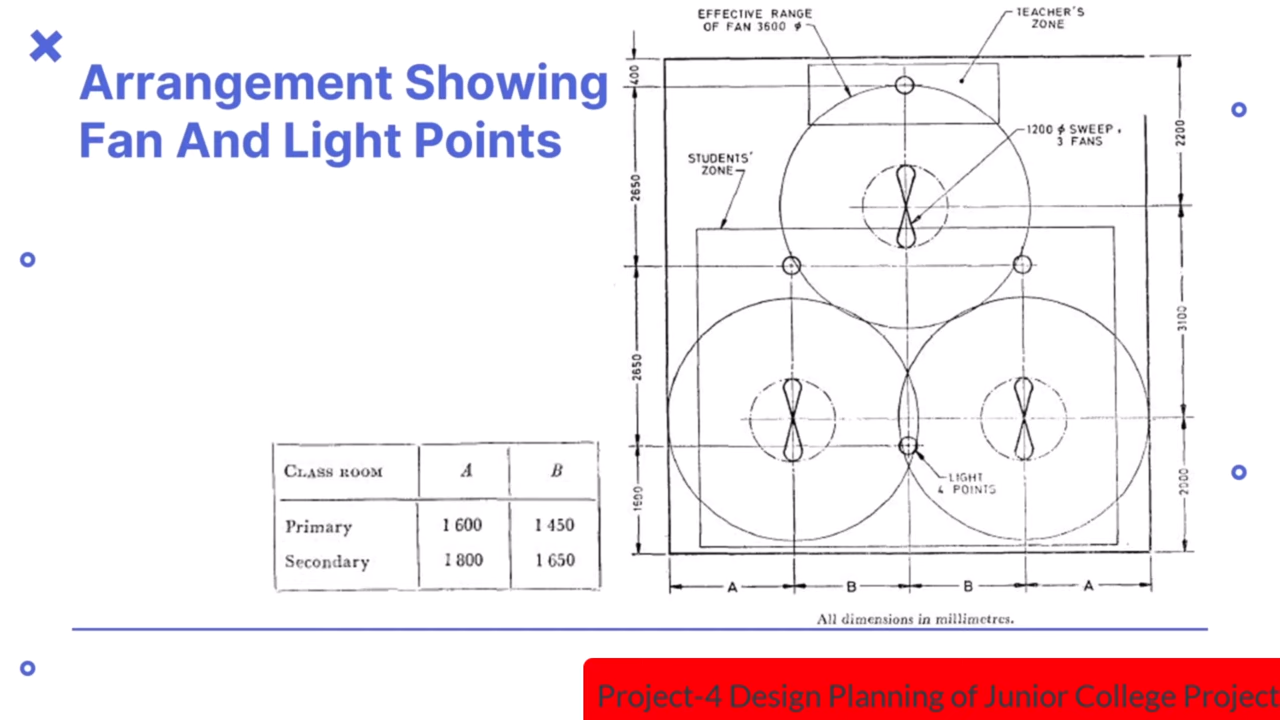 Arrangement Showing
Fan And Light Points
EFFECTIVE RANGE
OF FAN 3600 ϕ
TEACHER'S
ZONE
400
2200
1200 ϕ SWEEP,
3 FANS
STUDENTS'
ZONE
2650
3100
2650
LIGHT
4 POINTS
2000
A B B A
All dimensions in millimetres.
CLASS ROOM A B
Primary 1 600 1 450
Secondary 1 800 1 650
Project-4 Design Planning of Junior College Project